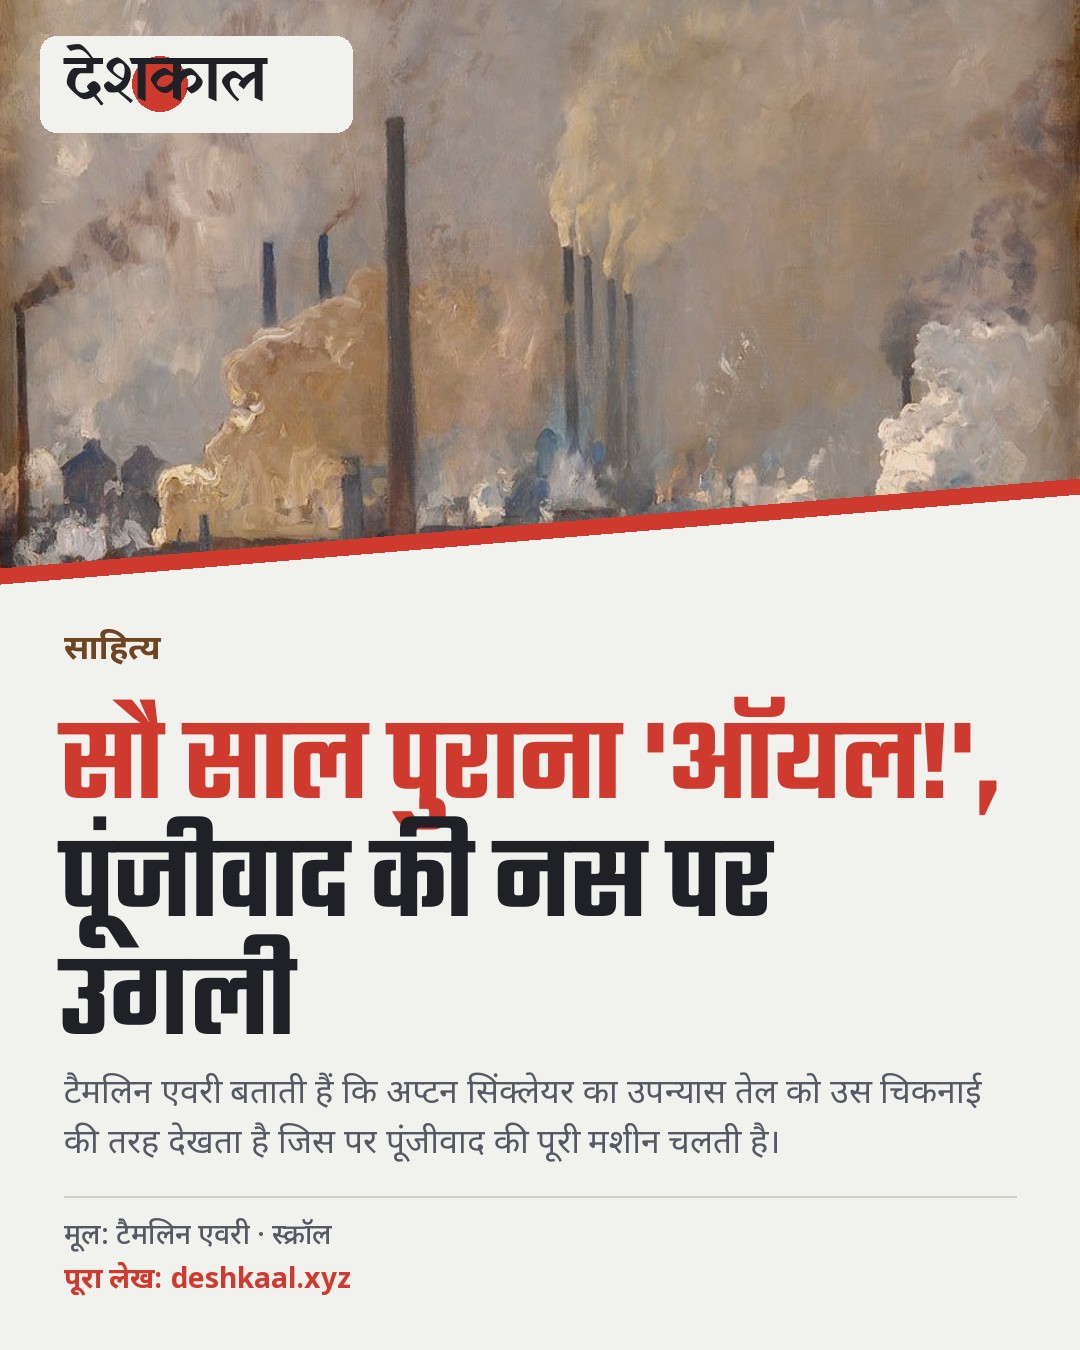 देशकाल
साहित्य
सौ साल पुराना 'ऑयल!',
पूंजीवाद की नस पर
उंगली
टैमलिन एवरी बताती हैं कि अप्टन सिंक्लेयर का उपन्यास तेल को उस चिकनाई
की तरह देखता है जिस पर पूंजीवाद की पूरी मशीन चलती है।
मूल: टैमलिन एवरी · स्क्रॉल
पूरा लेख: deshkaal.xyz